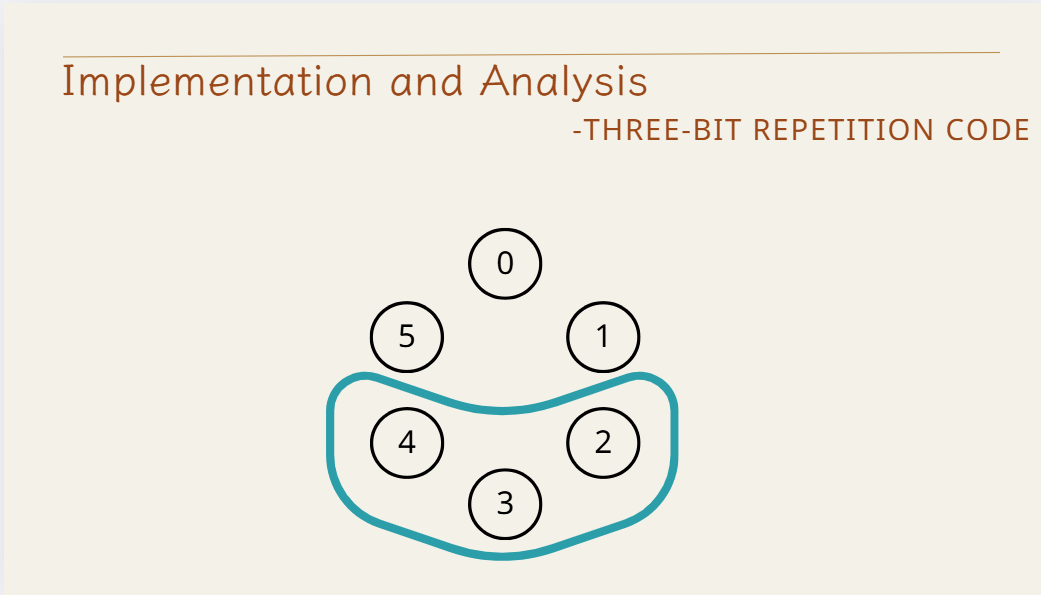 Implementation and Analysis
-THREE-BIT REPETITION CODE
0
5 1
4 2
3